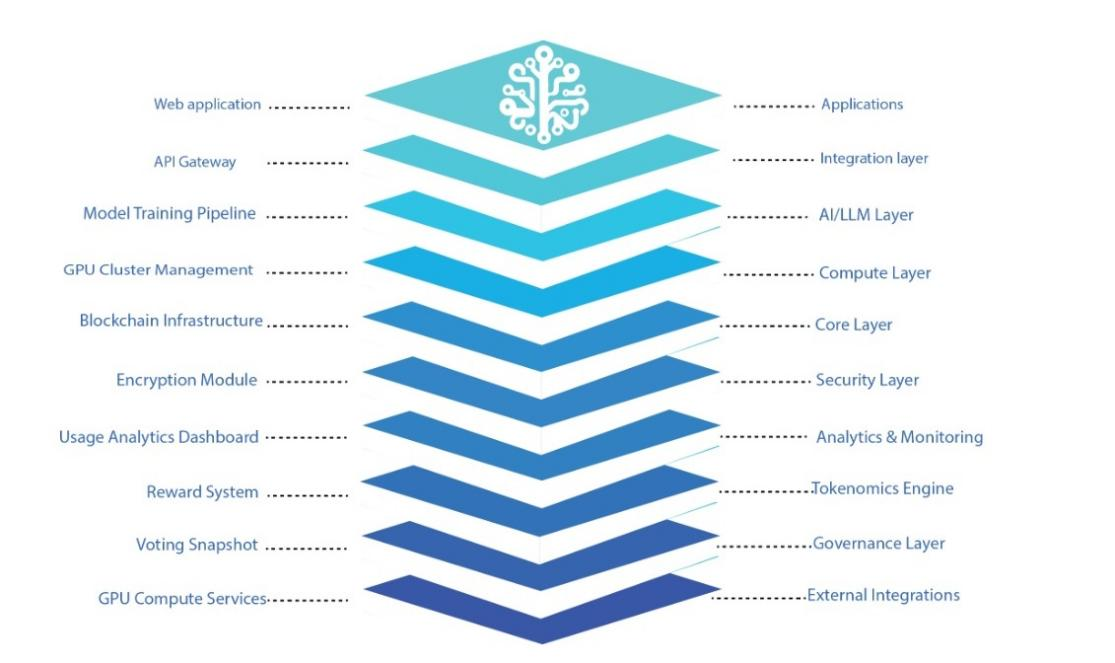 Web application
Applications
API Gateway
Integration layer
Model Training Pipeline
AI/LLM Layer
GPU Cluster Management
Compute Layer
Blockchain Infrastructure
Core Layer
Encryption Module
Security Layer
Usage Analytics Dashboard
Analytics & Monitoring
Reward System
Tokenomics Engine
Voting Snapshot
Governance Layer
GPU Compute Services
External Integrations